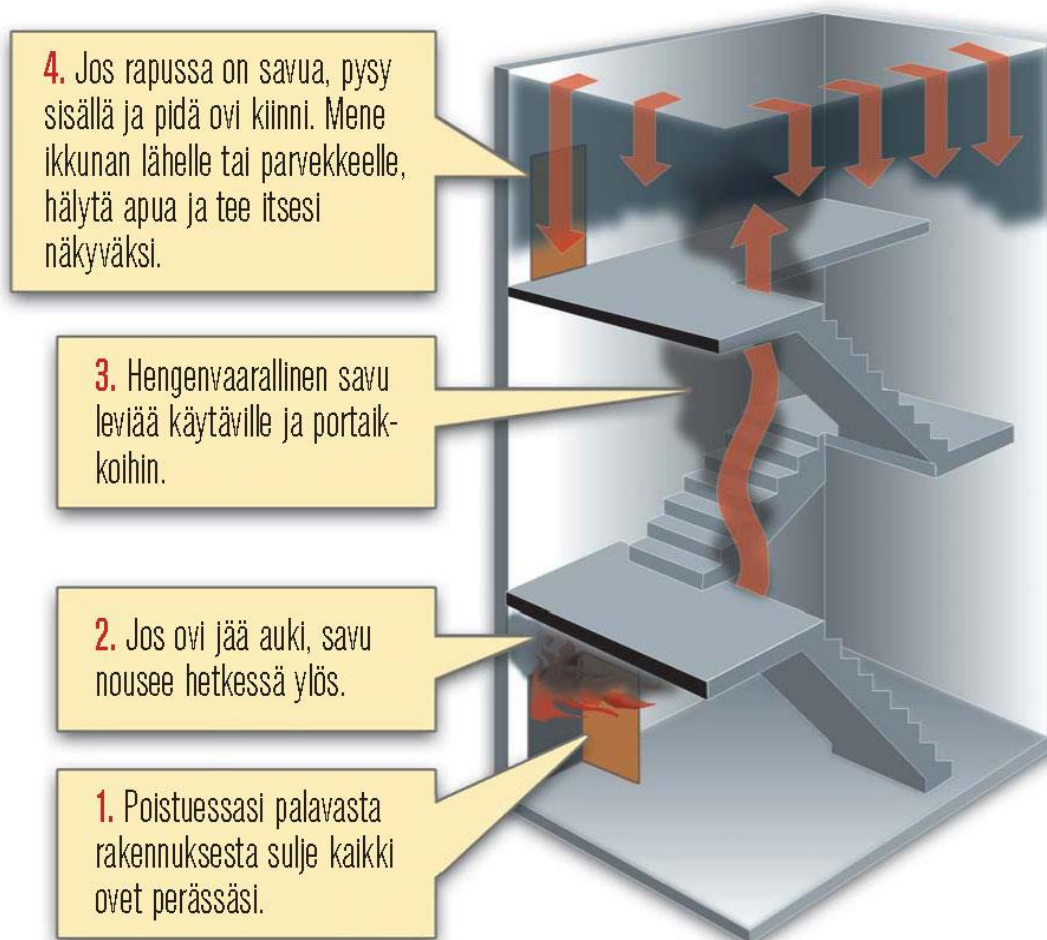 4. Jos rapussa on savua, pysy
sisällä ja pidä ovi kiinni. Mene
ikkunan lähelle tai parvekkeelle,
hälytä apua ja tee itsesi
näkyväksi.
3. Hengenvaarallinen savu
leviää käytäville ja portaik-
koihin.
2. Jos ovi jää auki, savu
nousee hetkessä ylös.
1. Poistuessasi palavasta
rakennuksesta sulje kaikki
ovet perässäsi.